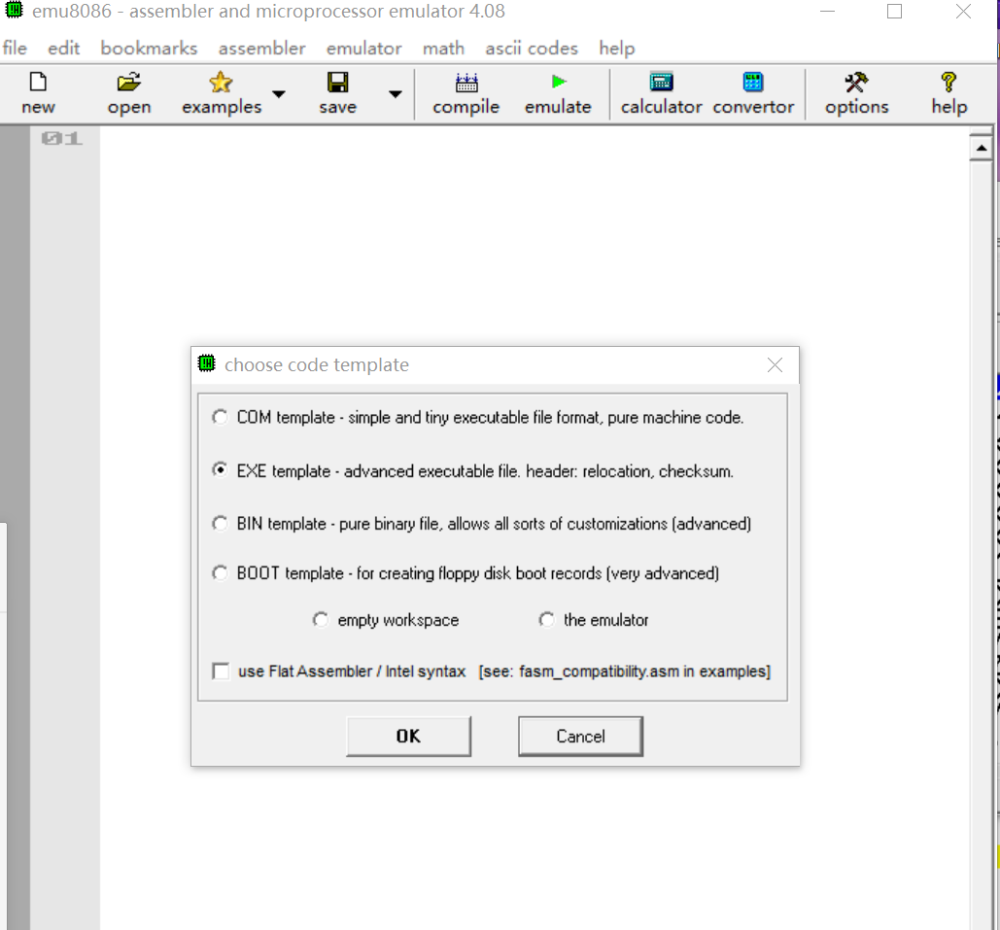 emu8086 - assembler and microprocessor emulator 4.08
file edit bookmarks assembler emulator math ascii codes help
new open examples save compile emulate calculator convertor options help
01
choose code template
COM template - simple and tiny executable file format, pure machine code.
EXE template - advanced executable file. header: relocation, checksum.
BIN template - pure binary file, allows all sorts of customizations (advanced)
BOOT template - for creating floppy disk boot records (very advanced)
empty workspace the emulator
use Flat Assembler / Intel syntax [see: fasm_compatibility.asm in examples]
OK Cancel